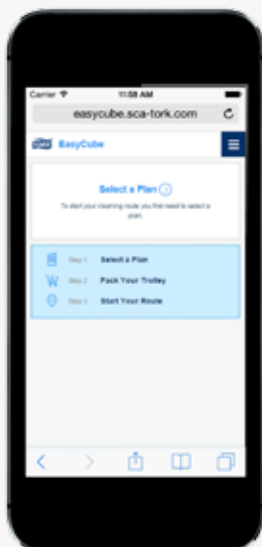 Carrier 11:58 AM
easycube.sca-tork.com
TORK EasyCube
Select a Plan
To start your cleaning route you first need to select a
plan.
Step 1 Select a Plan
Step 2 Pack Your Trolley
Step 3 Start Your Route